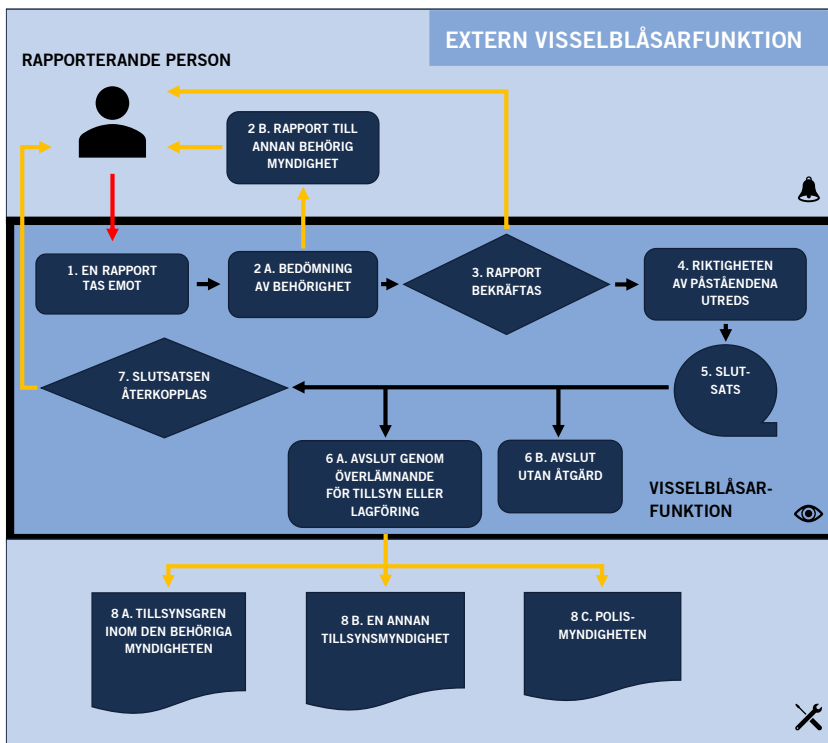 EXTERN VISSELBLÅSARFUNKTION
RAPPORTERANDE PERSON
2 B. RAPPORT TILL
ANNAN BEHÖRIG
MYNDIGHET
1. EN RAPPORT
TAS EMOT
2 A. BEDÖMNING
AV BEHÖRIGHET
3. RAPPORT
BEKRÄFTAS
4. RIKTIGHETEN
AV PÅSTÅENDENA
UTREDS
5. SLUT-
SATS
7. SLUTSATSEN
ÅTERKOPPLAS
6 A. AVSLUT GENOM
ÖVERLÄMNANDE
FÖR TILLSYN ELLER
LAGFÖRING
6 B. AVSLUT
UTAN ÅTGÄRD
VISSELBLÅSAR-
FUNKTION
8 A. TILLSYNSGREN
INOM DEN BEHÖRIGA
MYNDIGHETEN
8 B. EN ANNAN
TILLSYNSMYNDIGHET
8 C. POLIS-
MYNDIGHETEN